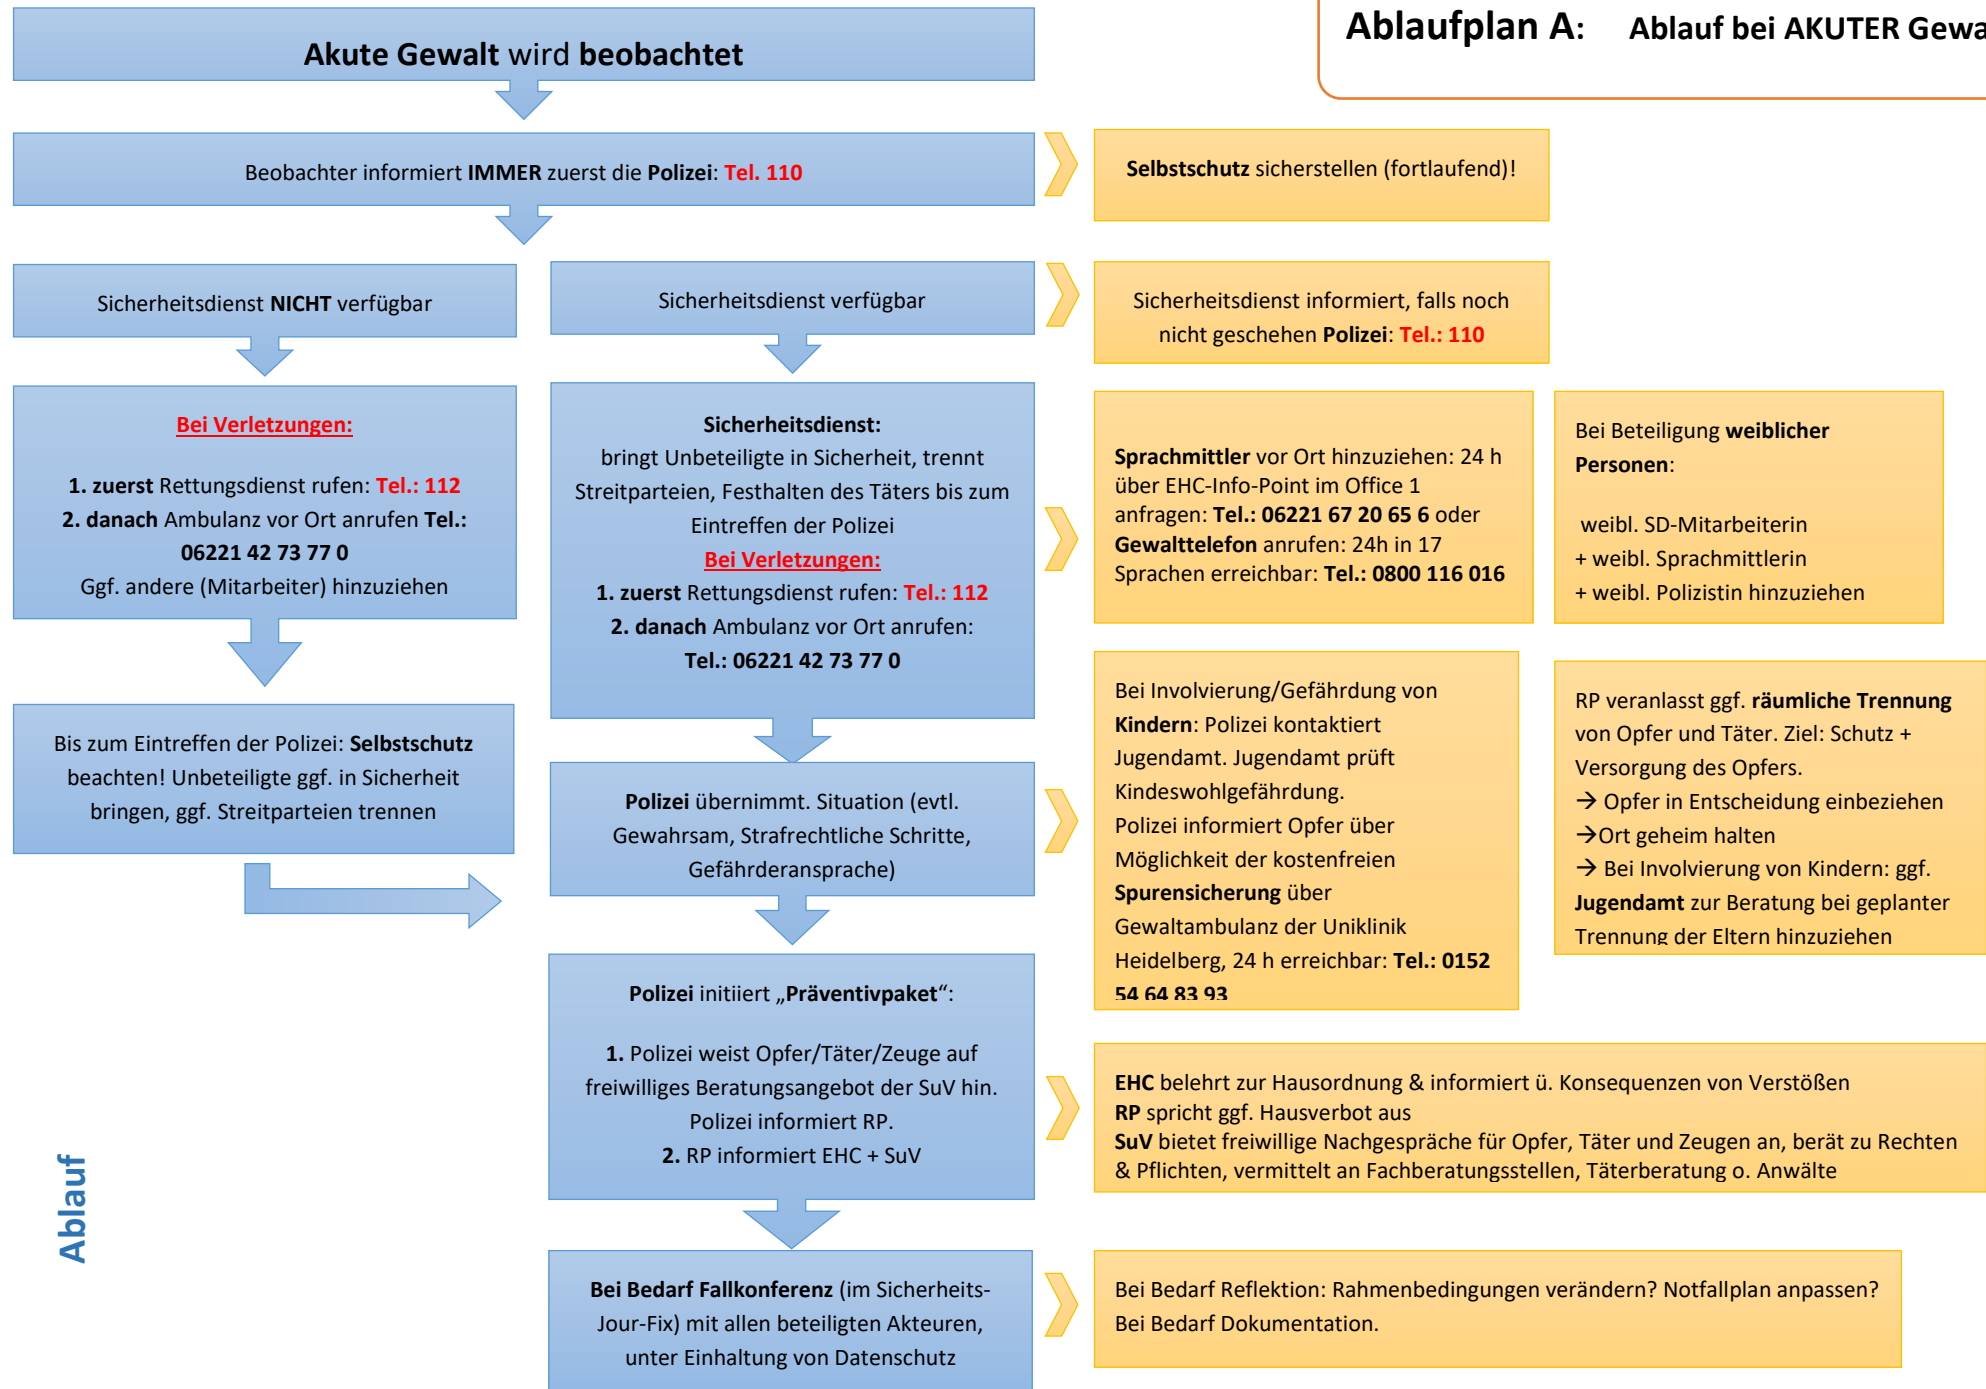 Ablaufplan A: Ablauf bei AKUTER
Akute Gewalt wird beobachtet
Beobachter informiert IMMER zuerst die Polizei: Tel. 110
Selbstschutz sicherstellen (fortlaufend)!
Sicherheitsdienst NICHT verfügbar
Sicherheitsdienst verfügbar
Sicherheitsdienst informiert, falls noch
nicht geschehen Polizei: Tel.: 110
Bei Verletzungen:
1. zuerst Rettungsdienst rufen: Tel.: 112
2. danach Ambulanz vor Ort anrufen Tel.:
06221 42 73 77 0
Ggf. andere (Mitarbeiter) hinzuziehen
Sicherheitsdienst:
bringt Unbeteiligte in Sicherheit, trennt
Streitparteien, Festhalten des Täters bis zum
Eintreffen der Polizei
Bei Verletzungen:
1. zuerst Rettungsdienst rufen: Tel.: 112
2. danach Ambulanz vor Ort anrufen:
Tel.: 06221 42 73 77 0
Sprachmittler vor Ort hinzuziehen: 24 h
über EHC-Info-Point im Office 1
anfragen: Tel.: 06221 67 20 65 6 oder
Gewalttelefon anrufen: 24h in 17
Sprachen erreichbar: Tel.: 0800 116 016
Bei Beteiligung weiblicher
Personen:
weibl. SD-Mitarbeiterin
+ weibl. Sprachmittlerin
+ weibl. Polizistin hinzuziehen
Bis zum Eintreffen der Polizei: Selbstschutz
beachten! Unbeteiligte ggf. in Sicherheit
bringen, ggf. Streitparteien trennen
Polizei übernimmt. Situation (evtl.
Gewahrsam, Strafrechtliche Schritte,
Gefährderansprache)
Bei Involvierung/Gefährdung von
Kindern: Polizei kontaktiert
Jugendamt. Jugendamt prüft
Kindeswohlgefährdung.
Polizei informiert Opfer über
Möglichkeit der kostenfreien
Spurensicherung über
Gewaltambulanz der Uniklinik
Heidelberg, 24 h erreichbar: Tel.: 0152
54 64 83 93
RP veranlasst ggf. räumliche Trennung
von Opfer und Täter. Ziel: Schutz +
Versorgung des Opfers.
→ Opfer in Entscheidung einbeziehen
→Ort geheim halten
→ Bei Involvierung von Kindern: ggf.
Jugendamt zur Beratung bei geplanter
Trennung der Eltern hinzuziehen
Polizei initiiert „Präventivpaket“:
1. Polizei weist Opfer/Täter/Zeuge auf
freiwilliges Beratungsangebot der SuV hin.
Polizei informiert RP.
2. RP informiert EHC + SuV
EHC belehrt zur Hausordnung & informiert ü. Konsequenzen von Verstößen
RP spricht ggf. Hausverbot aus
SuV bietet freiwillige Nachgespräche für Opfer, Täter und Zeugen an, berät zu Rechten
& Pflichten, vermittelt an Fachberatungsstellen, Täterberatung o. Anwälte
Ablauf
Bei Bedarf Fallkonferenz (im Sicherheits-
Jour-Fix) mit allen beteiligten Akteuren,
unter Einhaltung von Datenschutz
Bei Bedarf Reflektion: Rahmenbedingungen verändern? Notfallplan anpassen?
Bei Bedarf Dokumentation.